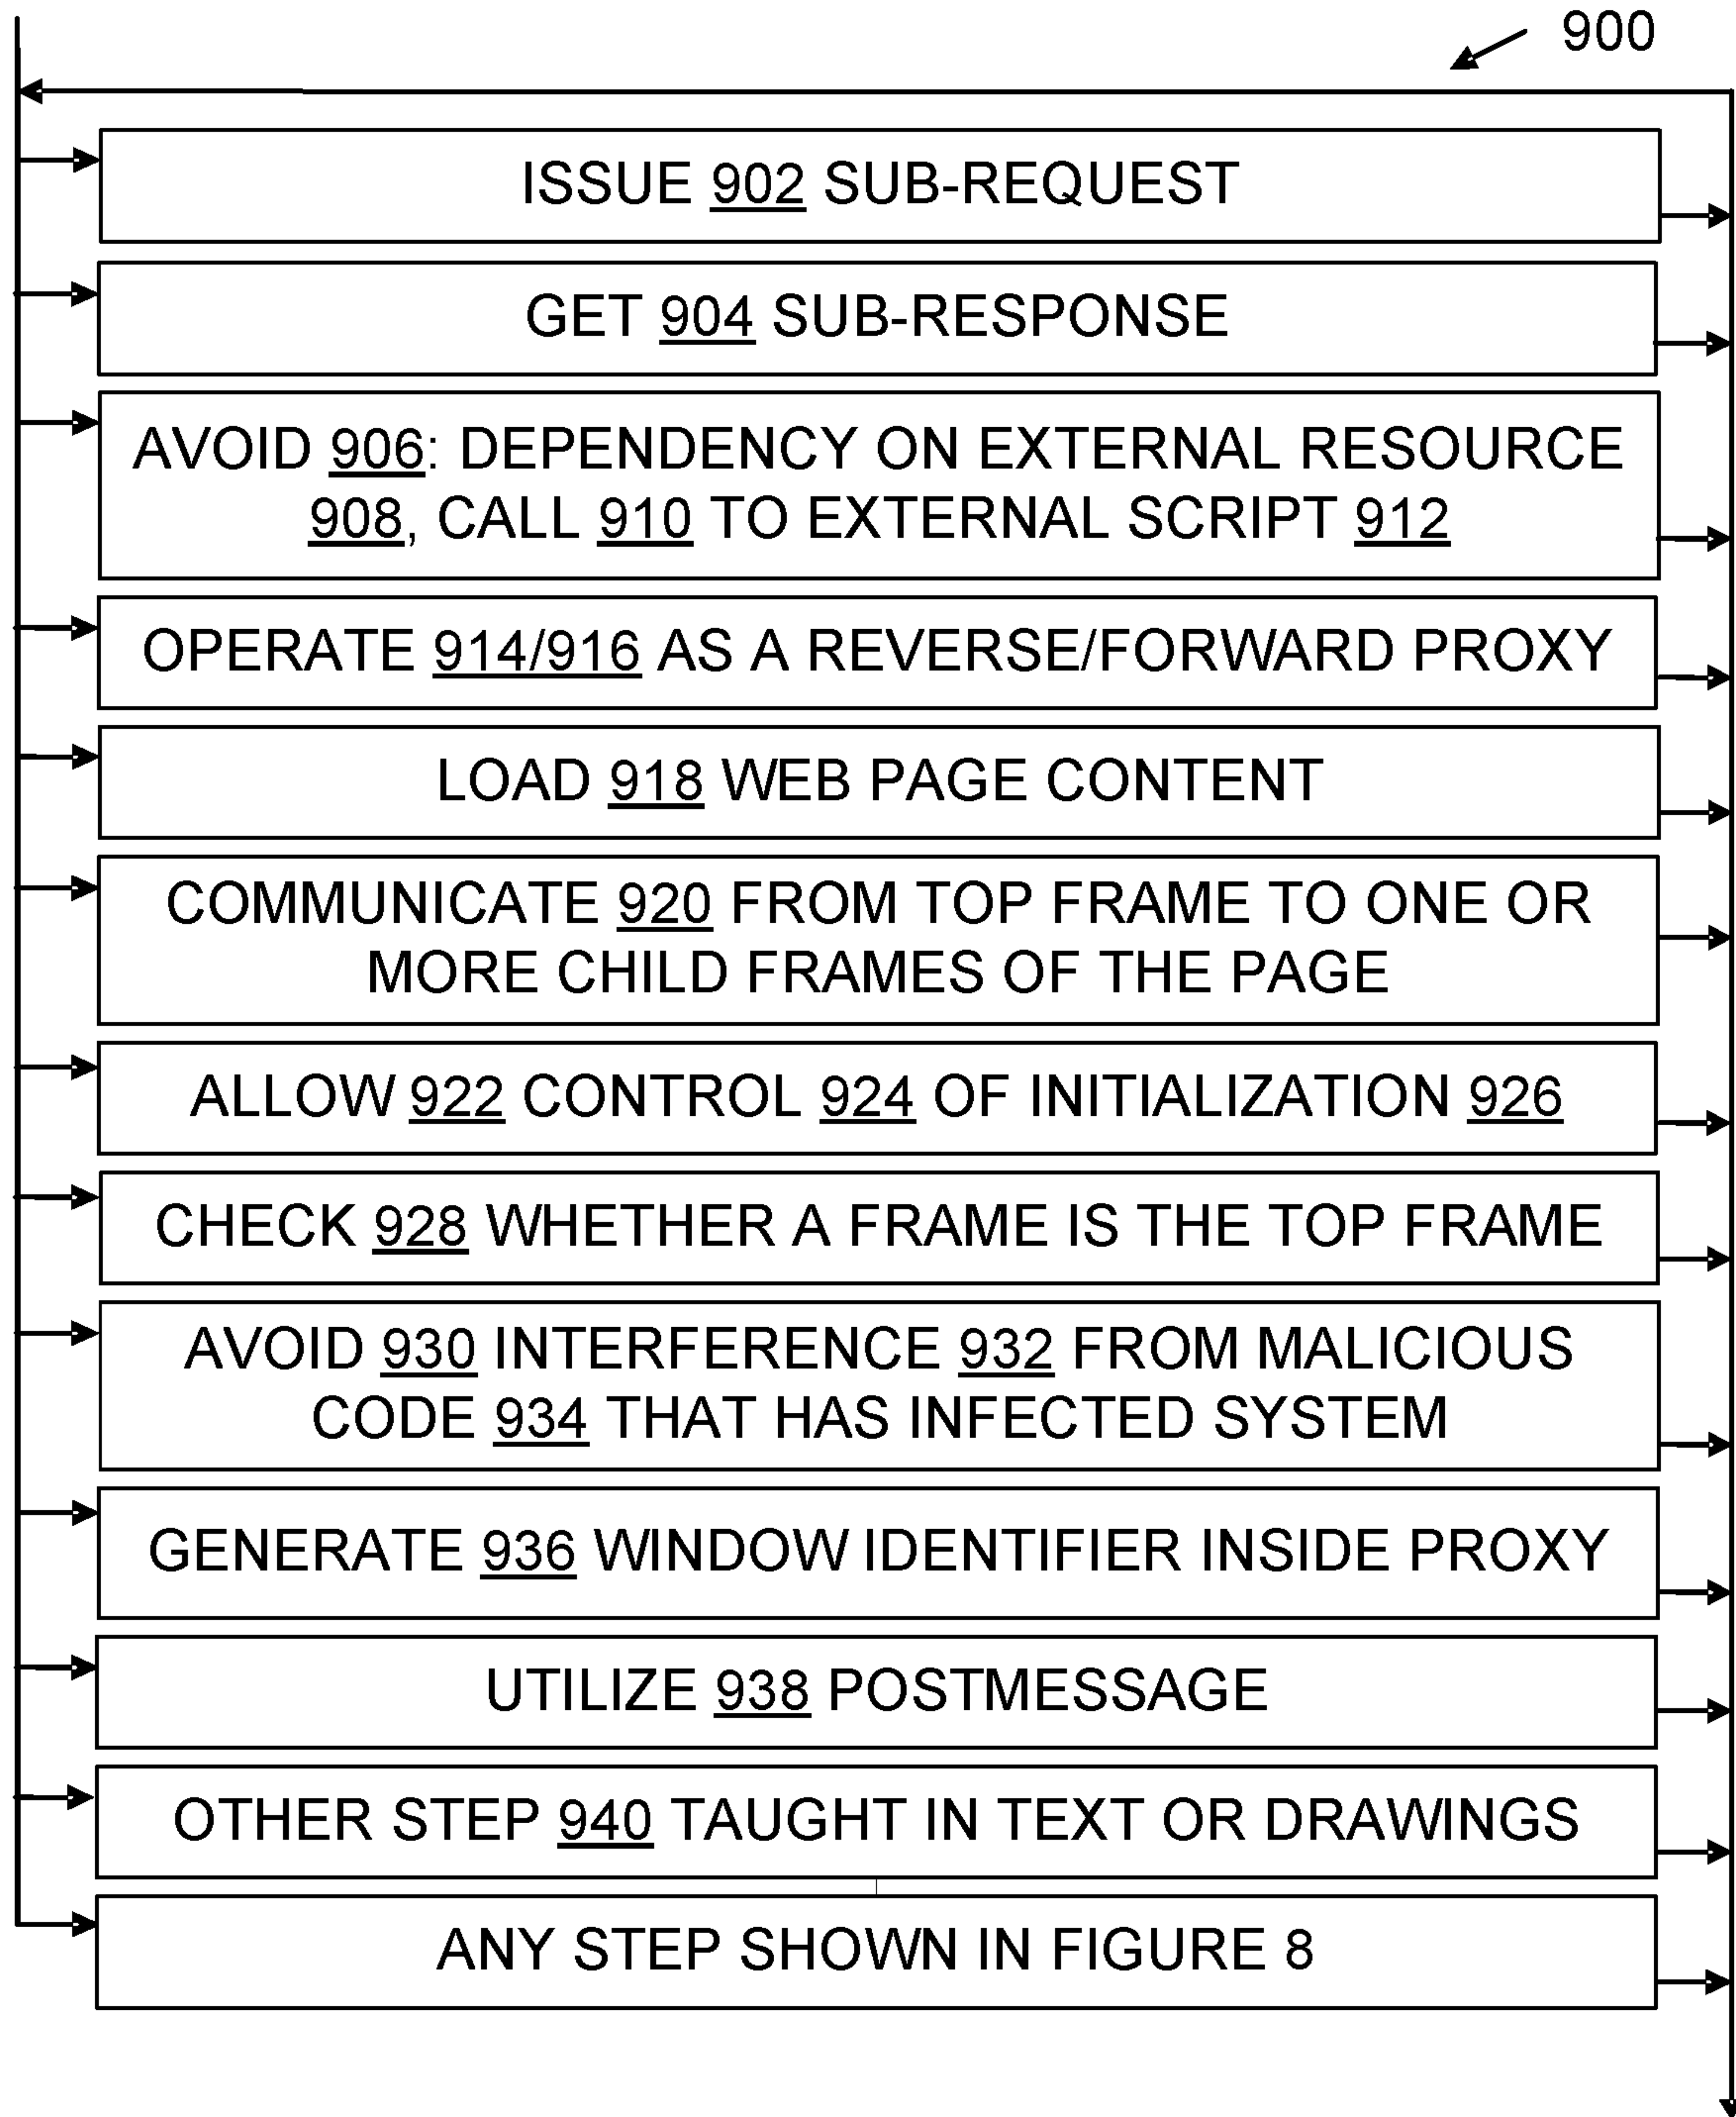 900
ISSUE 902 SUB-REQUEST
GET 904 SUB-RESPONSE
AVOID 906: DEPENDENCY ON EXTERNAL RESOURCE
908, CALL 910 TO EXTERNAL SCRIPT 912
OPERATE 914/916 AS A REVERSE/FORWARD PROXY
LOAD 918 WEB PAGE CONTENT
COMMUNICATE 920 FROM TOP FRAME TO ONE OR
MORE CHILD FRAMES OF THE PAGE
ALLOW 922 CONTROL 924 OF INITIALIZATION 926
CHECK 928 WHETHER A FRAME IS THE TOP FRAME
AVOID 930 INTERFERENCE 932 FROM MALICIOUS
CODE 934 THAT HAS INFECTED SYSTEM
GENERATE 936 WINDOW IDENTIFIER INSIDE PROXY
UTILIZE 938 POSTMESSAGE
OTHER STEP 940 TAUGHT IN TEXT OR DRAWINGS
ANY STEP SHOWN IN FIGURE 8